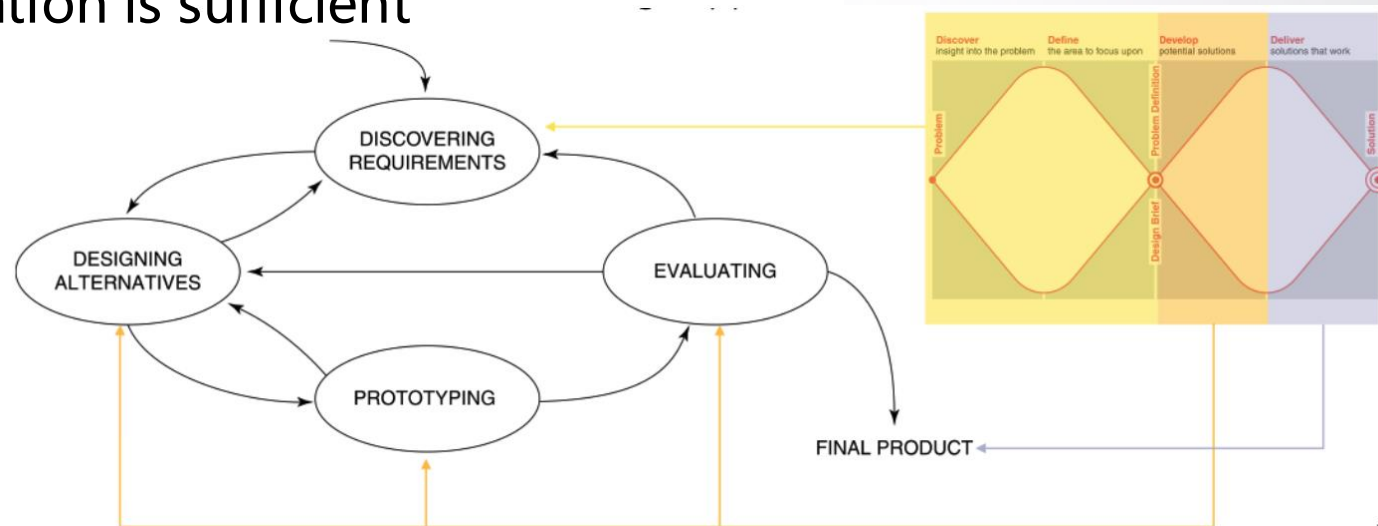 ation is sufficient
Discover
insight into the problem
Define
the area to focus upon
Develop
potential solutions
Deliver
solutions that work
DISCOVERING
REQUIREMENTS
Problem
Problem Definition
Design Brief
Solution
DESIGNING
ALTERNATIVES
EVALUATING
PROTOTYPING
FINAL PRODUCT